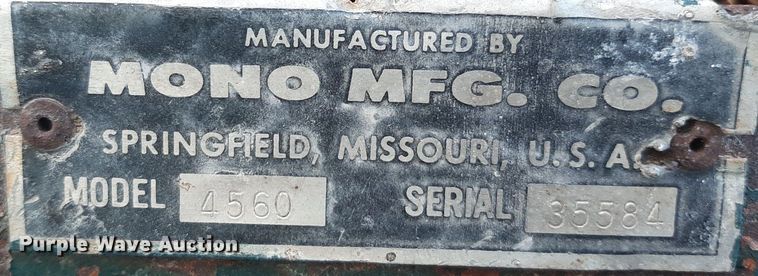 MANUFACTURED BY
MONO MFG. CO.
SPRINGFIELD, MISSOURI, U. S. A.
MODEL 4560 SERIAL 35584
Purple Wave Auction